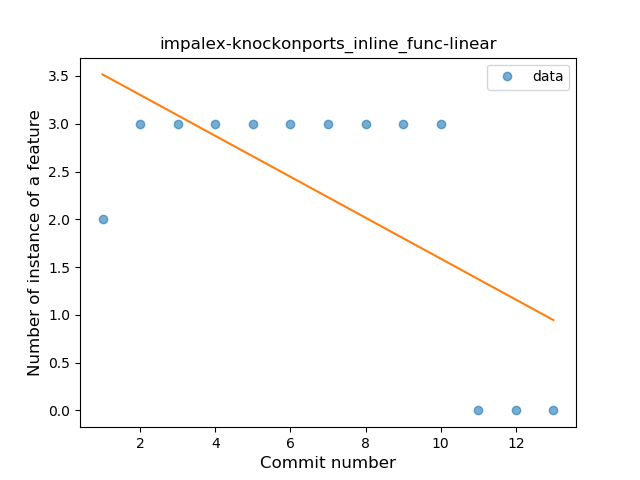 impalex-knockonports_inline_func-linear
data
Number of instance of a feature
3.5
3.0
2.5
2.0
1.5
1.0
0.5
0.0
2 4 6 8 10 12
Commit number